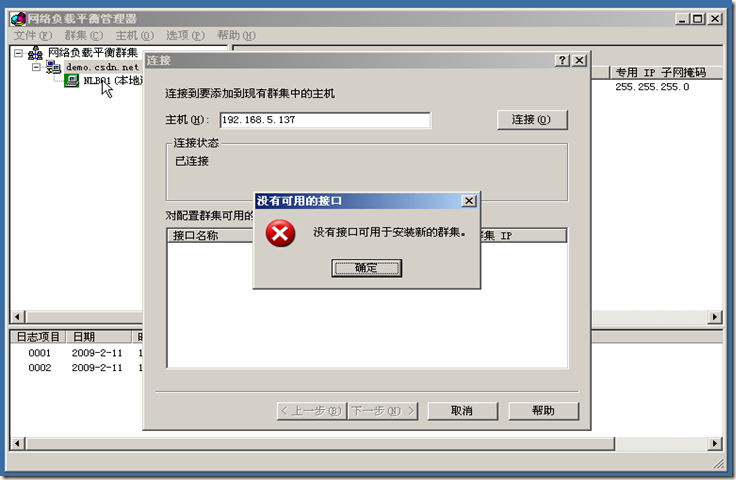 网络负载平衡管理器
文件(F) 群集(C) 主机(O) 选项(P) 帮助(H)
网络负载平衡群集
demo.csdn.net
NLB01(本地连
专用 IP 子网掩码
255.255.255.0
连接
连接到要添加到现有群集中的主机
主机(H): 192.168.5.137 连接(O)
连接状态
已连接
对配置群集可用的
接口名称 群集 IP
没有可用的接口
没有接口可用于安装新的群集。
确定
日志项目 日期
0001 2009-2-11 1
0002 2009-2-11 1
< 上一步(B) 下一步(N) > 取消 帮助